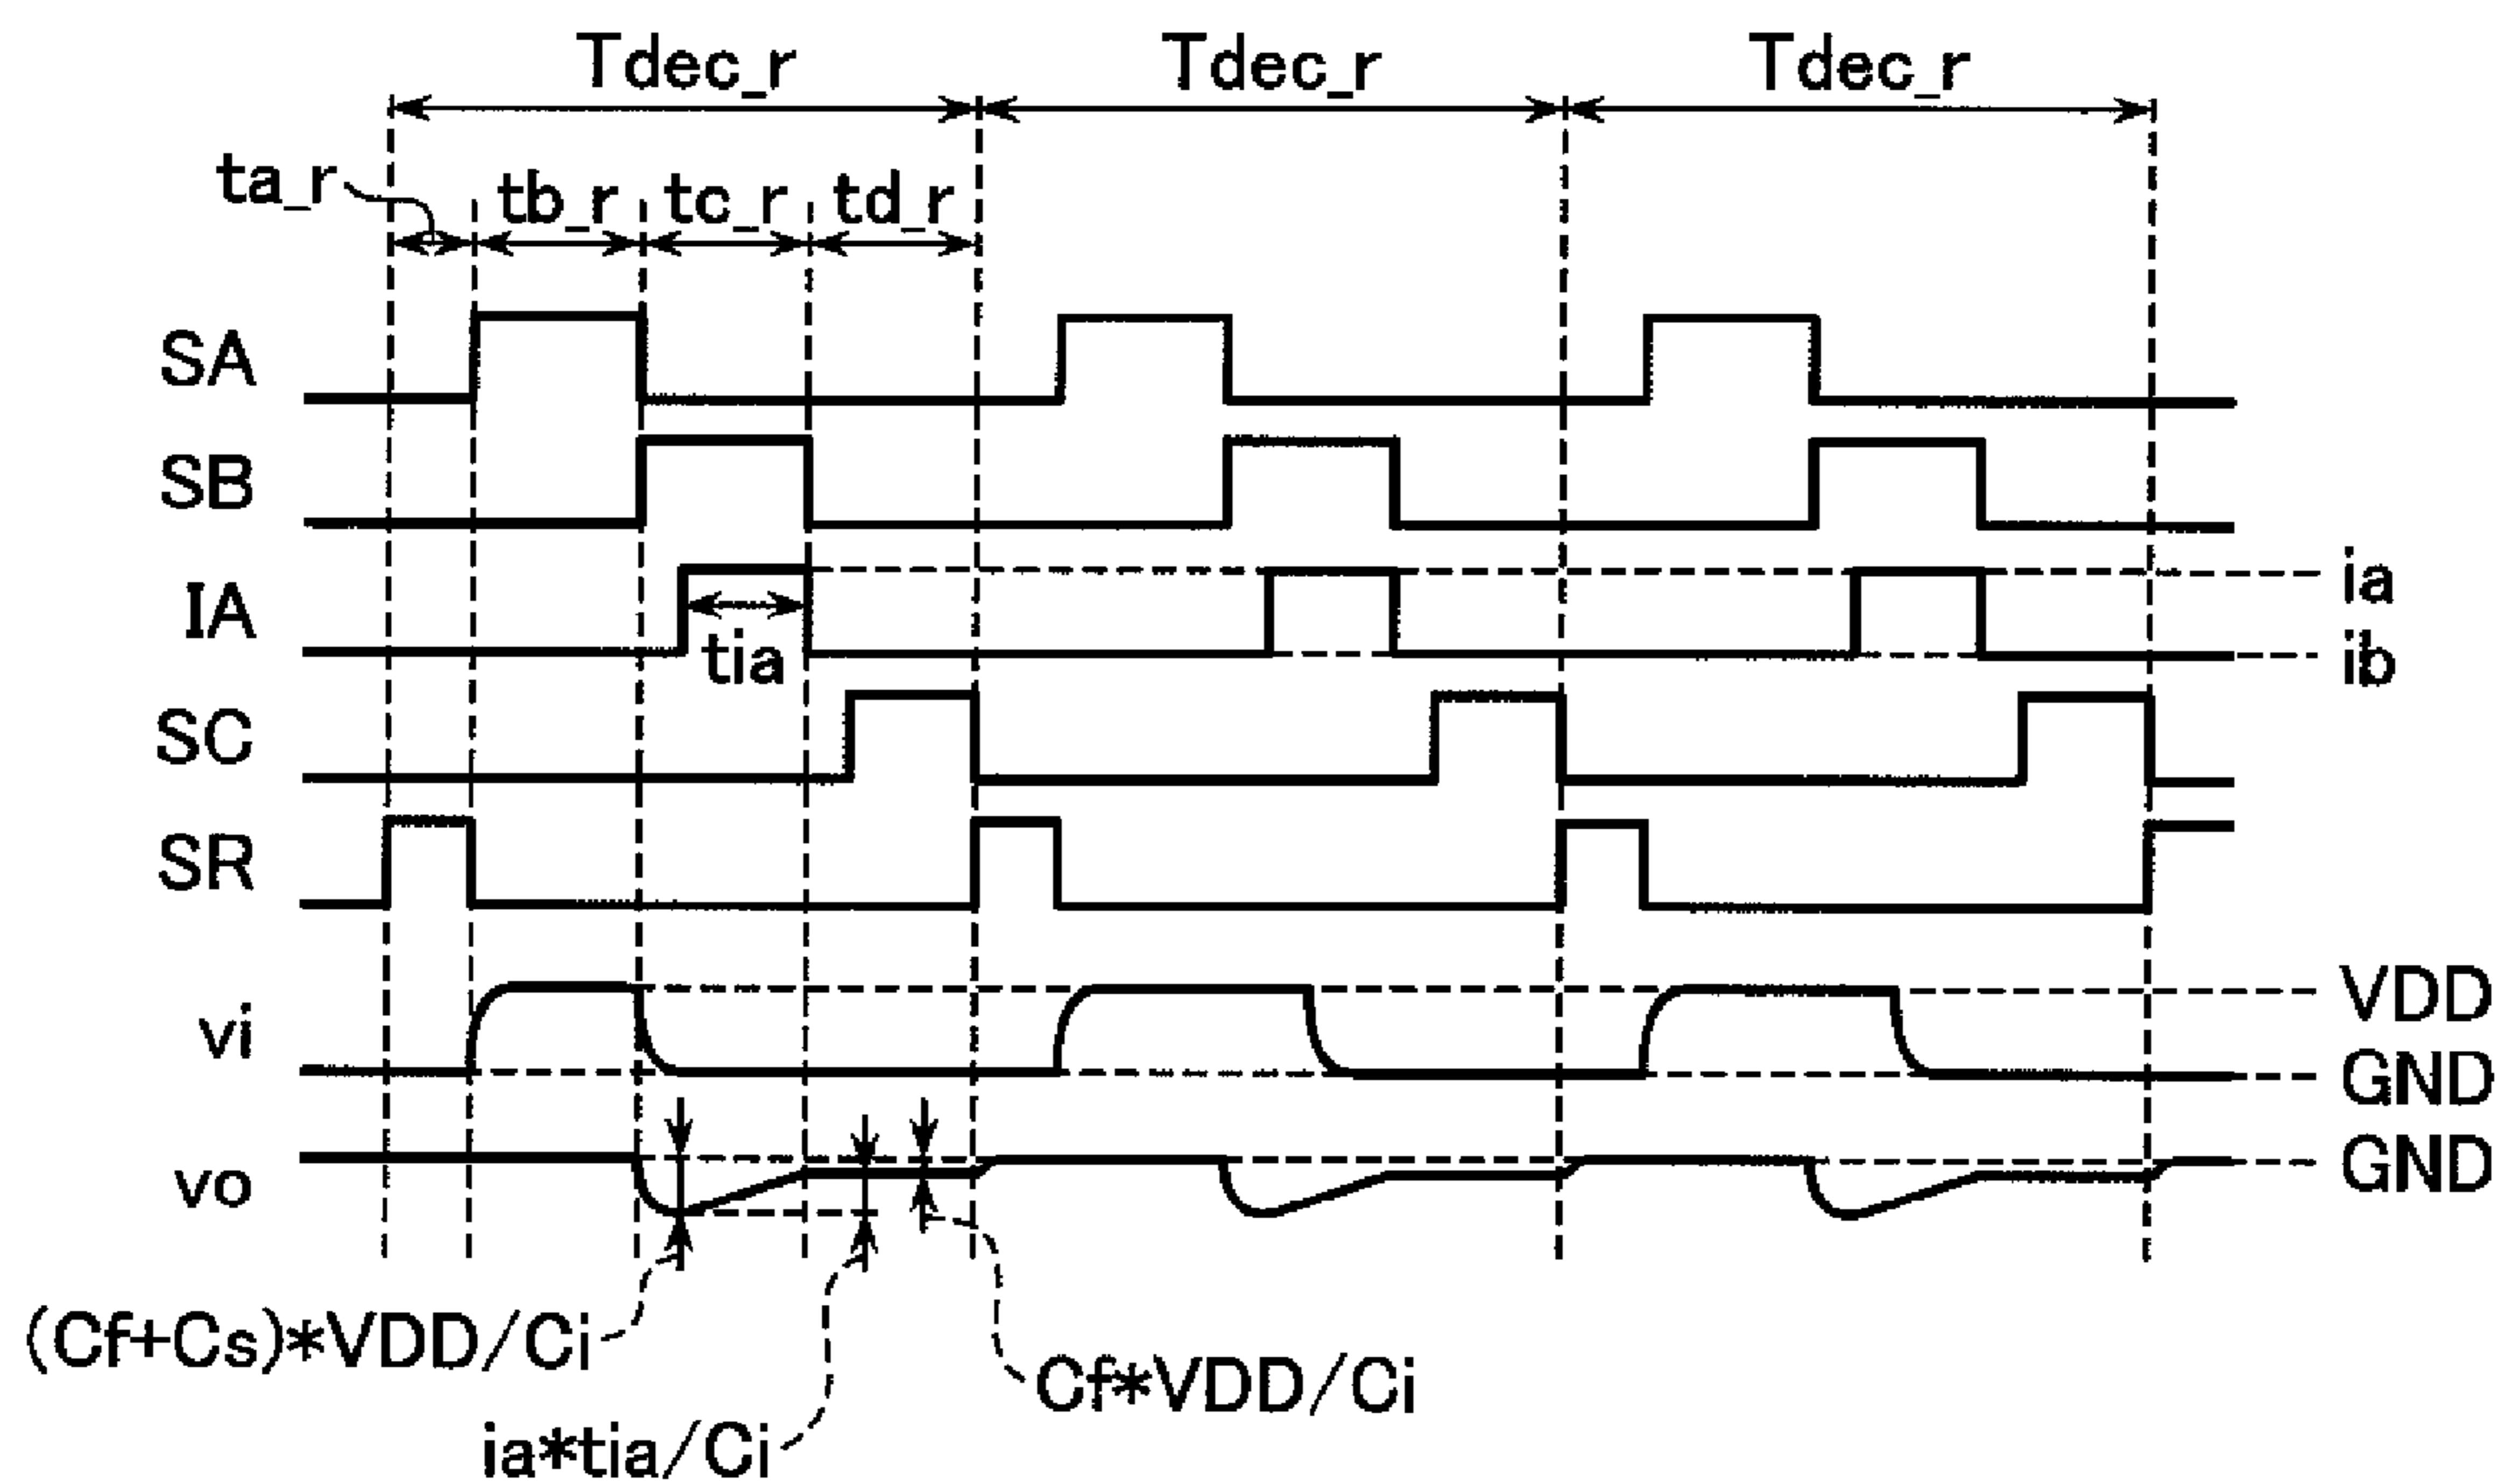 Tdec_r Tdec_r Tdec_r
ta_r tb_r tc_r td_r
SA
SB
IA ia
tia ib
SC
SR
vi VDD
GND
vo GND
(Cf+Cs)*VDD/Ci
Cf*VDD/Ci
ia*tia/Ci